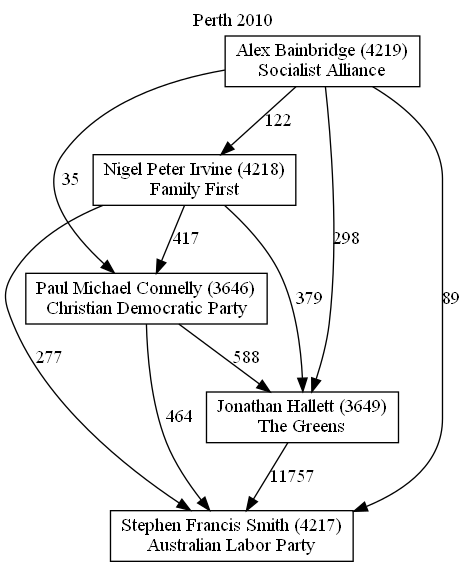 Perth 2010
Alex Bainbridge (4219)
Socialist Alliance
122
Nigel Peter Irvine (4218)
Family First
35
417
298
Paul Michael Connelly (3646)
Christian Democratic Party
379
89
277
588
Jonathan Hallett (3649)
The Greens
464
11757
Stephen Francis Smith (4217)
Australian Labor Party